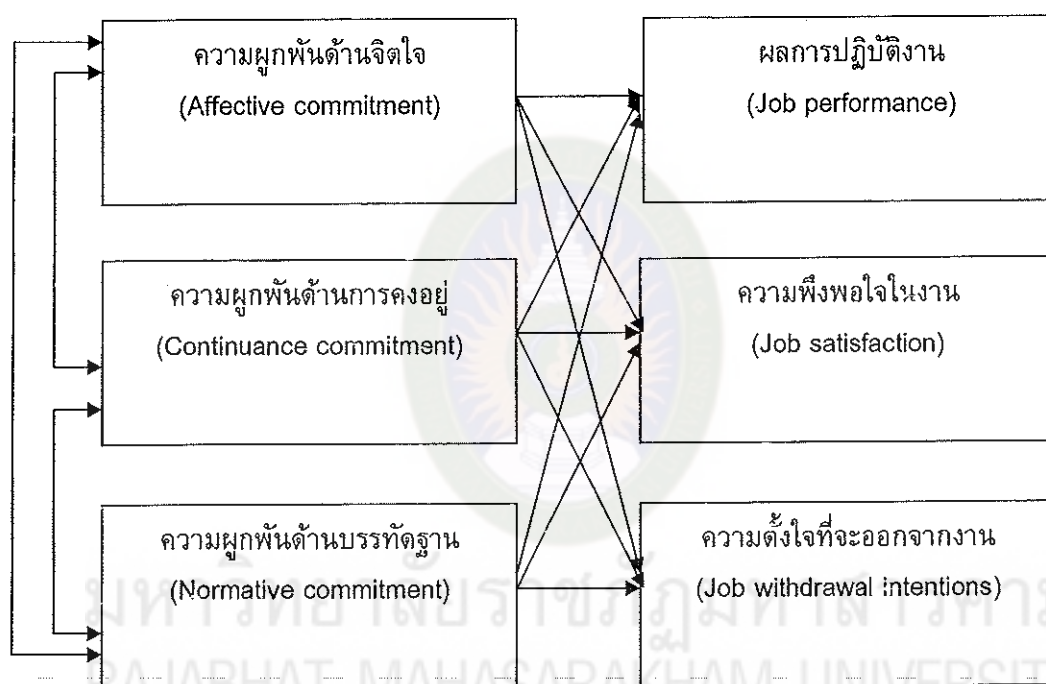 ความผูกพันด้านจิตใจ
(Affective commitment)
ผลการปฏิบัติงาน
(Job performance)
ความผูกพันด้านการคงอยู่
(Continuance commitment)
ความพึงพอใจในงาน
(Job satisfaction)
ความผูกพันด้านบรรทัดฐาน
(Normative commitment)
ความตั้งใจที่จะออกจากงาน
(Job withdrawal intentions)
มหาวิทยาลัยราชภัฏมหาสารคาม
RAJABHAT MAHASARAKHAM UNIVERSIT